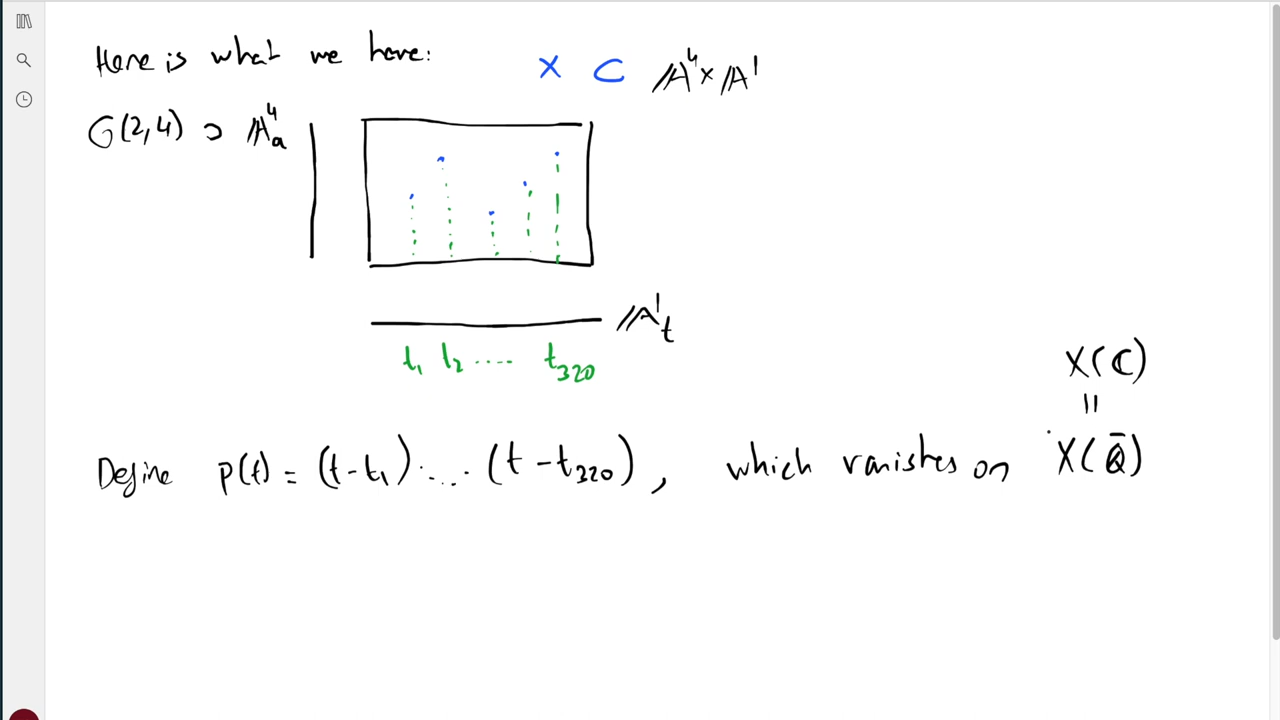 Here is what we have:
X ⊂ 𝔸⁴ × 𝔸¹
G(2,4) ⊃ 𝔸⁴ₐ
𝔸¹ₜ
t₁ t₂ .... t₃₂₀
X(ℂ)
=
Define p(t) = (t-t₁)....(t-t₃₂₀), which vanishes on X(ℚ̄)